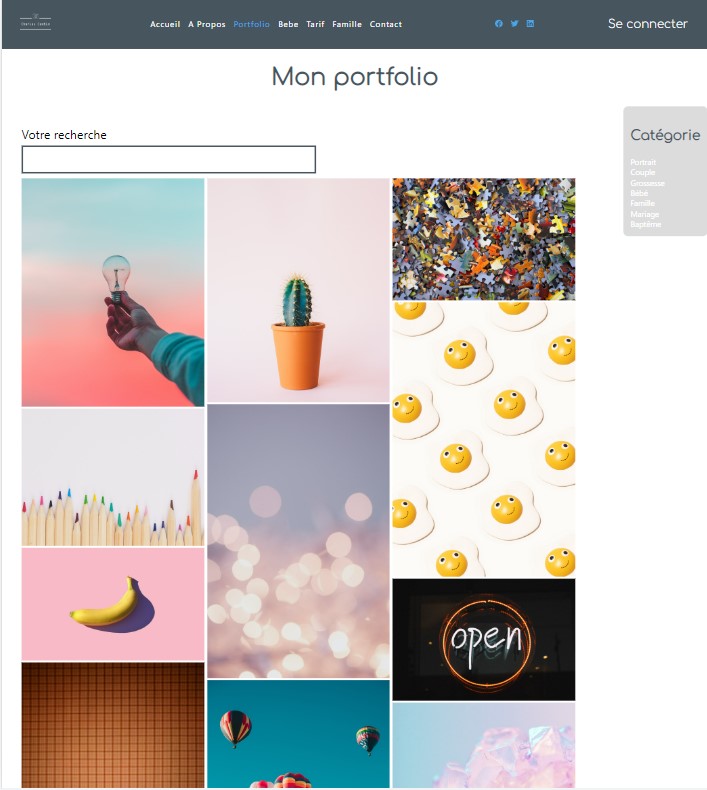 Accueil A Propos Portfolio Bebe Tarif Famille Contact
Se connecter
Mon portfolio
Votre recherche
Catégorie
Portrait
Couple
Grossesse
Bébé
Famille
Mariage
Baptême
open